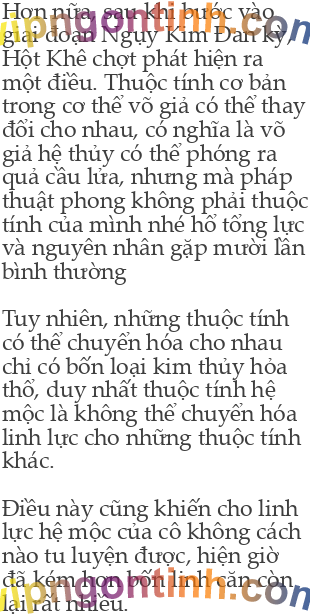 Hơn nữa, sau khi bước vào
giai đoạn Ngụy Kim Đan kỳ,
Hột Khê chợt phát hiện ra
một điều. Thuộc tính cơ bản
trong cơ thể võ giả có thể thay
đổi cho nhau, có nghĩa là võ
giả hệ thủy có thể phóng ra
quả cầu lửa, nhưng mà pháp
thuật phong không phải thuộc
tính của mình nhé hổ tổng lực
và nguyên nhân gặp mười lần
bình thường
Tuy nhiên, những thuộc tính
có thể chuyển hóa cho nhau
chỉ có bốn loại kim thủy hỏa
thổ, duy nhất thuộc tính hệ
mộc là không thể chuyển hóa
linh lực cho những thuộc tính
khác.
Điều này cũng khiến cho linh
lực hệ mộc của cô không cách
nào tu luyện được, hiện giờ
đã kém hơn bốn linh căn còn
lại rất nhiều.